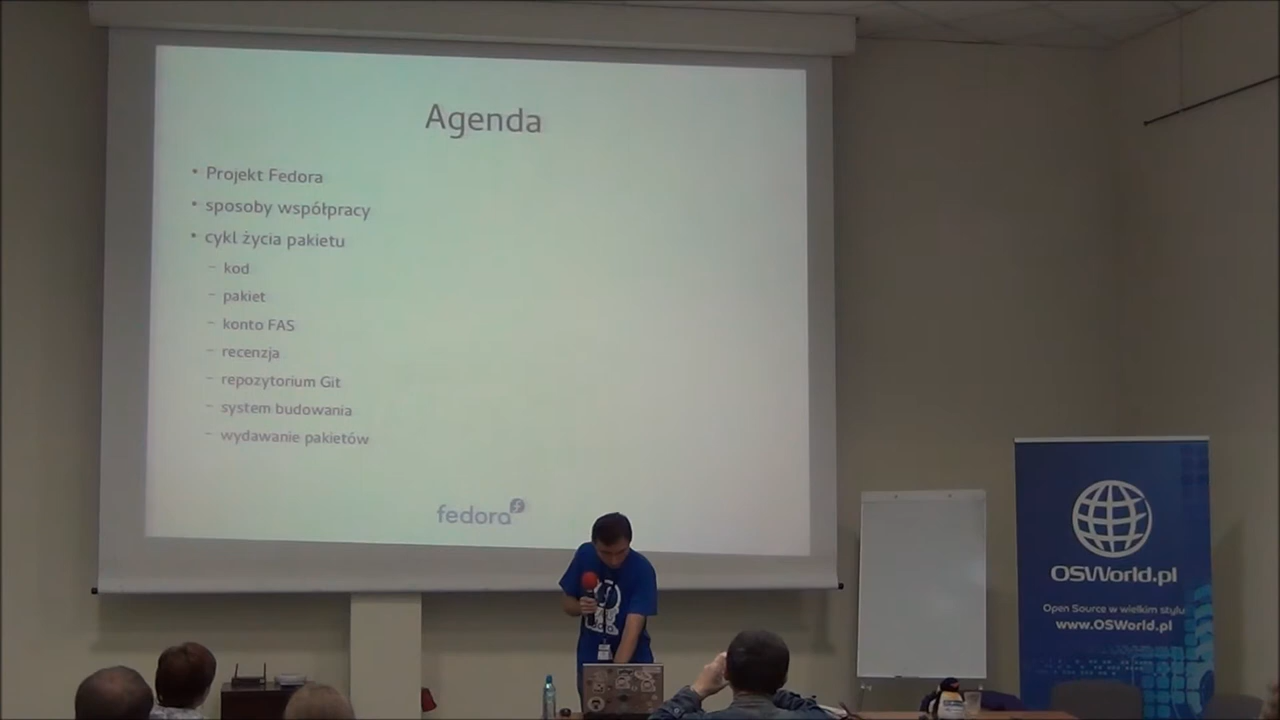 Agenda
• Projekt Fedora
• sposoby współpracy
• cykl życia pakietu
– kod
– pakiet
– konto FAS
– recenzja
– repozytorium Git
– system budowania
– wydawanie pakietów
fedora
OSWorld.pl
Open Source w wielkim stylu
www.OSWorld.pl